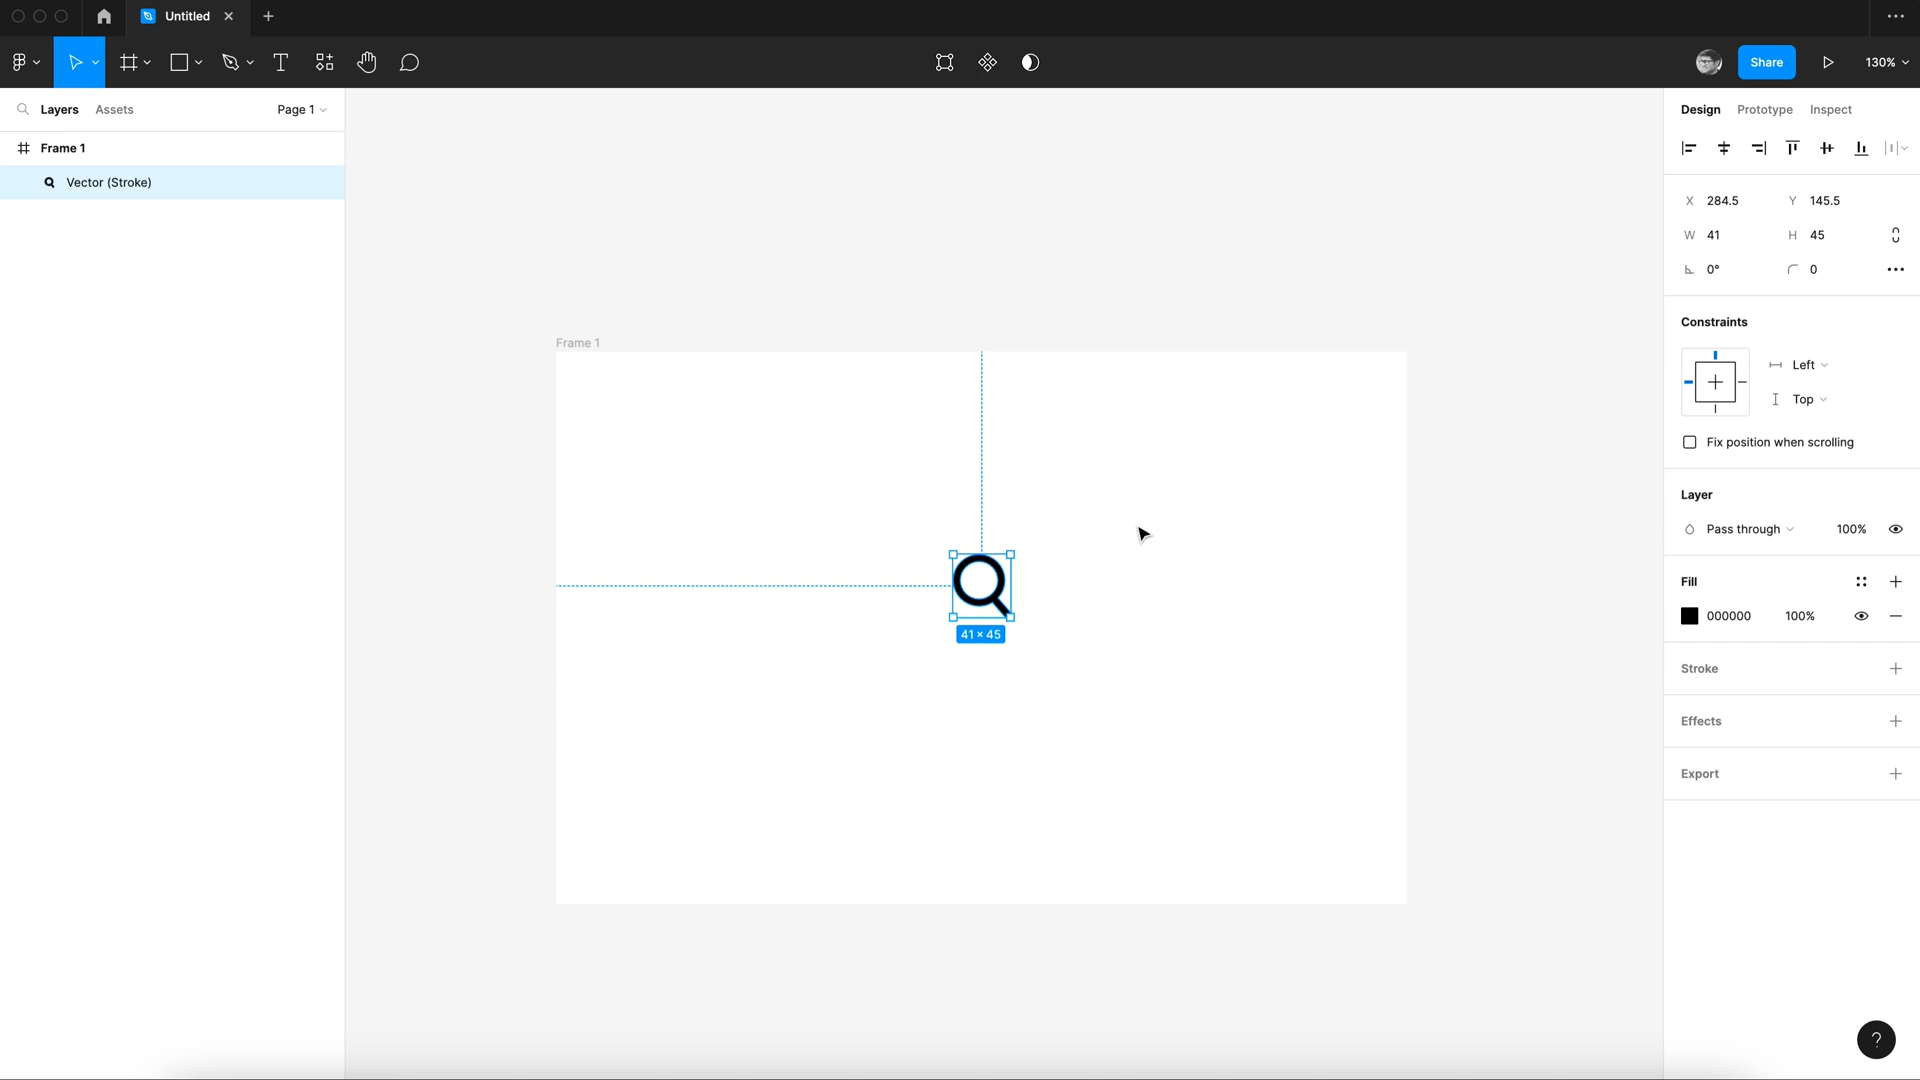 Untitled
Share
130%
Layers
Assets
Page 1
Design
Prototype
Inspect
Frame 1
Vector (Stroke)
X 284.5
Y 145.5
W 41
H 45
0°
0
Constraints
Left
Top
Fix position when scrolling
Frame 1
Layer
Pass through
100%
Fill
000000
100%
41 × 45
Stroke
Effects
Export
?